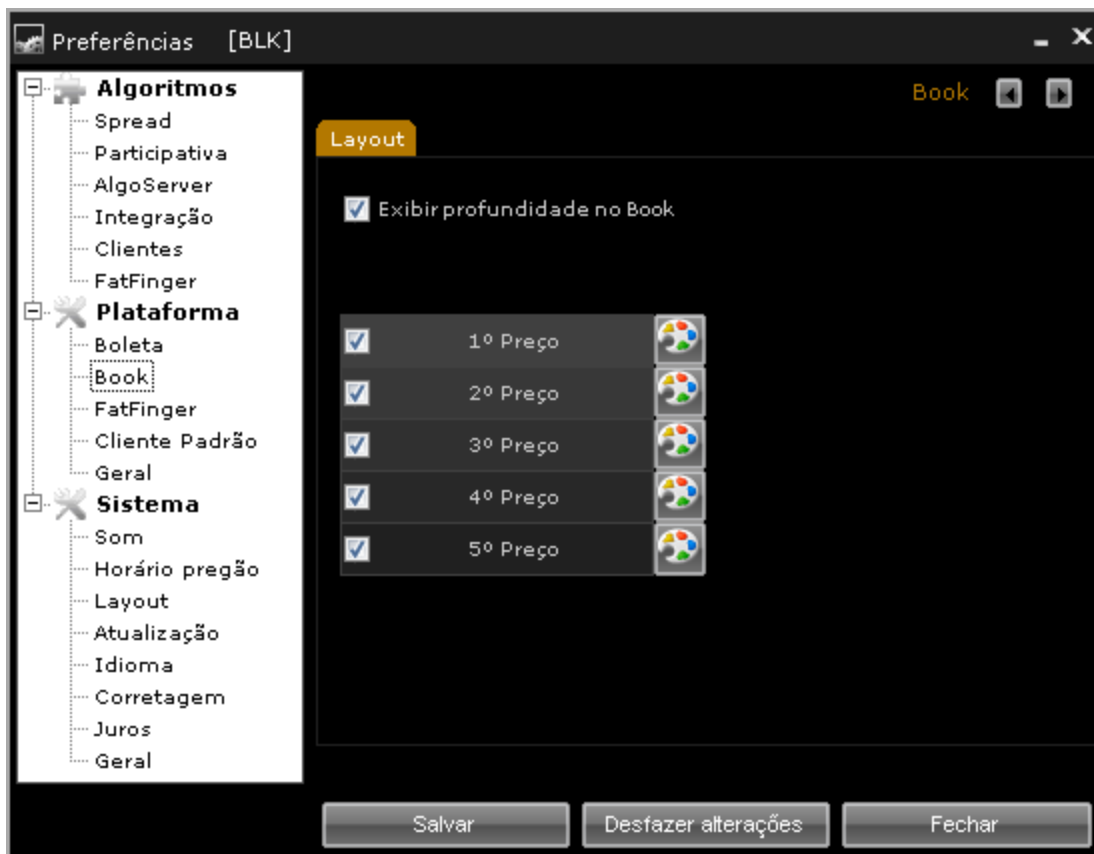 Preferências [BLK]
Algoritmos
Spread
Participativa
AlgoServer
Integração
Clientes
FatFinger
Plataforma
Boleta
Book
FatFinger
Cliente Padrão
Geral
Sistema
Som
Horário pregão
Layout
Atualização
Idioma
Corretagem
Juros
Geral
Book
Layout
Exibir profundidade no Book
1º Preço
2º Preço
3º Preço
4º Preço
5º Preço
Salvar
Desfazer alterações
Fechar